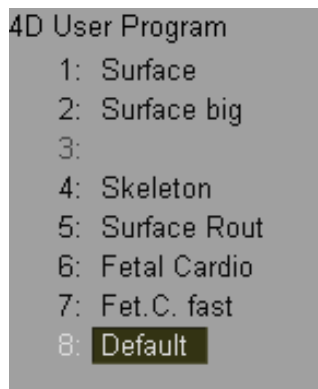 4D User Program
1: Surface
2: Surface big
3:
4: Skeleton
5: Surface Rout
6: Fetal Cardio
7: Fet.C. fast
8: Default